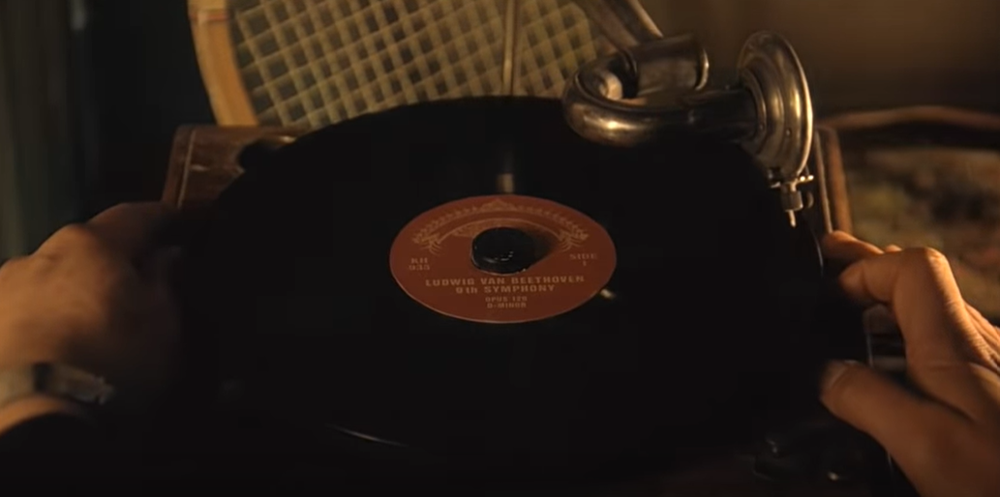 KH
935
SIDE
1
LUDWIG VAN BEETHOVEN
9th SYMPHONY
OPUS 125
D-MINOR